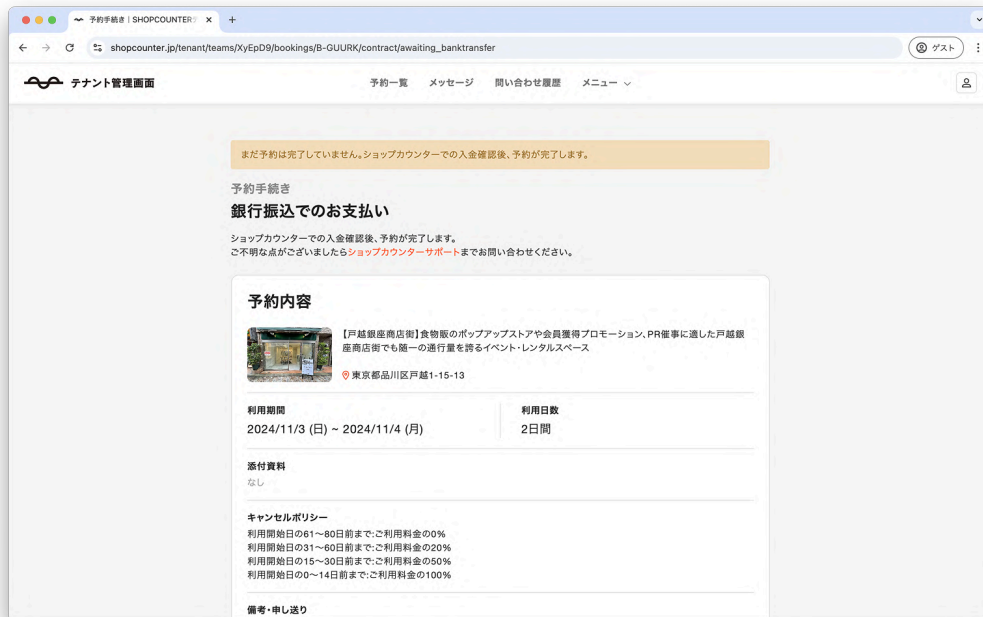 予約手続き | SHOPCOUNTER
shopcounter.jp/tenant/teams/XyEpD9/bookings/B-GUURK/contract/awaiting_banktransfer
ゲスト
テナント管理画面
予約一覧 メッセージ 問い合わせ履歴 メニュー
まだ予約は完了していません。ショップカウンターでの入金確認後、予約が完了します。
予約手続き
銀行振込でのお支払い
ショップカウンターでの入金確認後、予約が完了します。
ご不明な点がございましたらショップカウンターサポートまでお問い合わせください。
予約内容
【戸越銀座商店街】食物販のポップアップストアや会員獲得プロモーション、PR催事に適した戸越銀
座商店街でも随一の通行量を誇るイベント・レンタルスペース
東京都品川区戸越1-15-13
利用期間
2024/11/3 (日) ~ 2024/11/4 (月)
利用日数
2日間
添付資料
なし
キャンセルポリシー
利用開始日の61〜80日前まで:ご利用料金の0%
利用開始日の31〜60日前まで:ご利用料金の20%
利用開始日の15〜30日前まで:ご利用料金の50%
利用開始日の0〜14日前まで:ご利用料金の100%
備考・申し送り